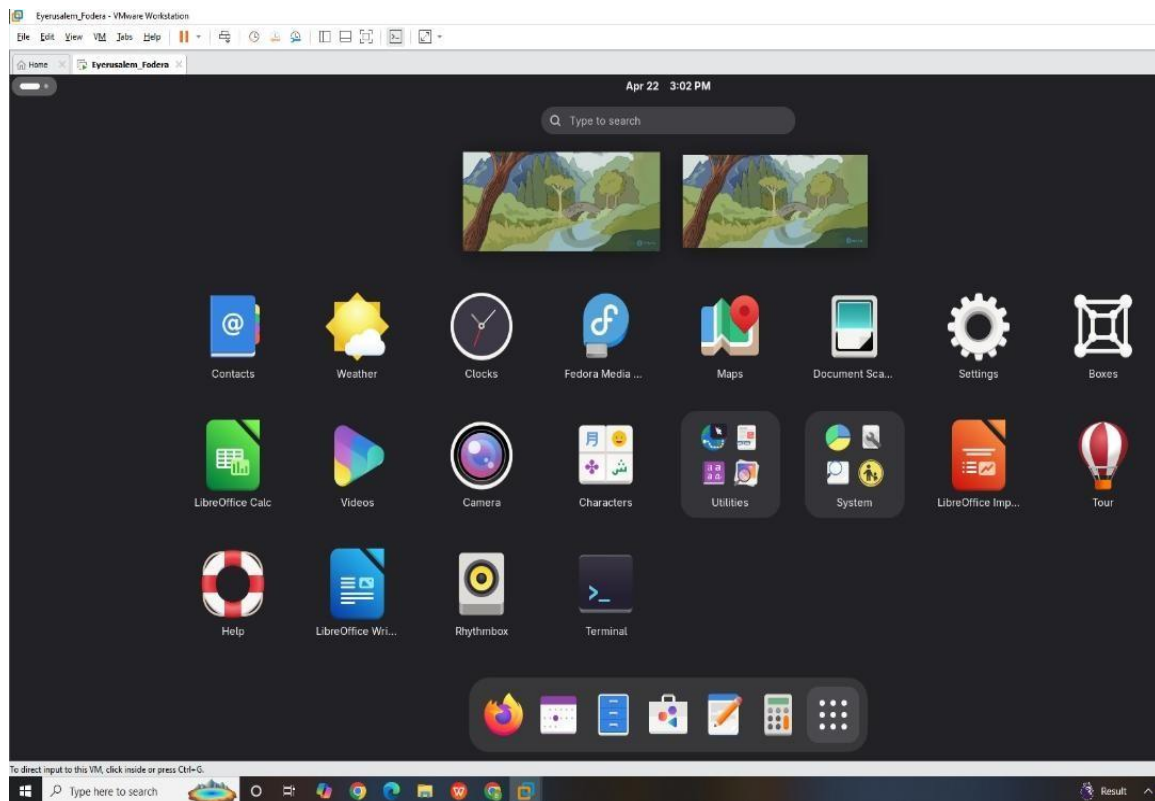 Eyerusalem_Fodera - VMware Workstation
File Edit View VM Tabs Help
Home Eyerusalem_Fodera
Apr 22 3:02 PM
Type to search
Contacts Weather Clocks Fedora Media ... Maps Document Sca... Settings Boxes
LibreOffice Calc Videos Camera Characters Utilities System LibreOffice Imp... Tour
Help LibreOffice Wri... Rhythmbox Terminal
To direct input to this VM, click inside or press Ctrl+G.
Type here to search Result